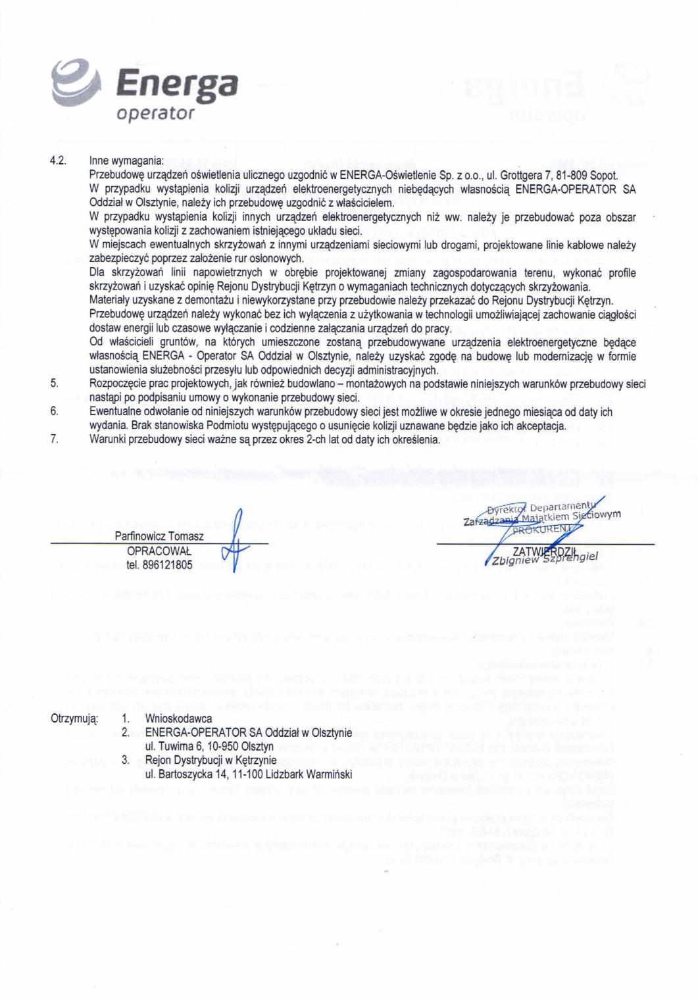 Energa
operator
4.2. Inne wymagania:
Przebudowę urządzeń oświetlenia ulicznego uzgodnić w ENERGA-Oświetlenie Sp. z o.o., ul. Grottgera 7, 81-809 Sopot.
W przypadku wystąpienia kolizji urządzeń elektroenergetycznych niebędących własnością ENERGA-OPERATOR SA
Oddział w Olsztynie, należy ich przebudowę uzgodnić z właścicielem.
W przypadku wystąpienia kolizji innych urządzeń elektroenergetycznych niż ww. należy je przebudować poza obszar
występowania kolizji z zachowaniem istniejącego układu sieci.
W miejscach ewentualnych skrzyżowań z innymi urządzeniami sieciowymi lub drogami, projektowane linie kablowe należy
zabezpieczyć poprzez założenie rur osłonowych.
Dla skrzyżowań linii napowietrznych w obrębie projektowanej zmiany zagospodarowania terenu, wykonać profile
skrzyżowań i uzyskać opinię Rejonu Dystrybucji Kętrzyn o wymaganiach technicznych dotyczących skrzyżowania.
Materiały uzyskane z demontażu i niewykorzystane przy przebudowie należy przekazać do Rejonu Dystrybucji Kętrzyn.
Przebudowę urządzeń należy wykonać bez ich wyłączenia z użytkowania w technologii umożliwiającej zachowanie ciągłości
dostaw energii lub czasowe wyłączanie i codzienne załączania urządzeń do pracy.
Od właścicieli gruntów, na których umieszczone zostaną przebudowywane urządzenia elektroenergetyczne będące
własnością ENERGA - Operator SA Oddział w Olsztynie, należy uzyskać zgodę na budowę lub modernizację w formie
ustanowienia służebności przesyłu lub odpowiednich decyzji administracyjnych.
5. Rozpoczęcie prac projektowych, jak również budowlano – montażowych na podstawie niniejszych warunków przebudowy sieci
nastąpi po podpisaniu umowy o wykonanie przebudowy sieci.
6. Ewentualne odwołanie od niniejszych warunków przebudowy sieci jest możliwe w okresie jednego miesiąca od daty ich
wydania. Brak stanowiska Podmiotu występującego o usunięcie kolizji uznawane będzie jako ich akceptacja.
7. Warunki przebudowy sieci ważne są przez okres 2-ch lat od daty ich określenia.
Parfinowicz Tomasz
OPRACOWAŁ
tel. 896121805
Dyrektor Departamentu
Zarządzania Majątkiem Sieciowym
PROKURENT
ZATWIERDZIŁ
Zbigniew Szprengiel
Otrzymują: 1. Wnioskodawca
2. ENERGA-OPERATOR SA Oddział w Olsztynie
ul. Tuwima 6, 10-950 Olsztyn
3. Rejon Dystrybucji w Kętrzynie
ul. Bartoszycka 14, 11-100 Lidzbark Warmiński